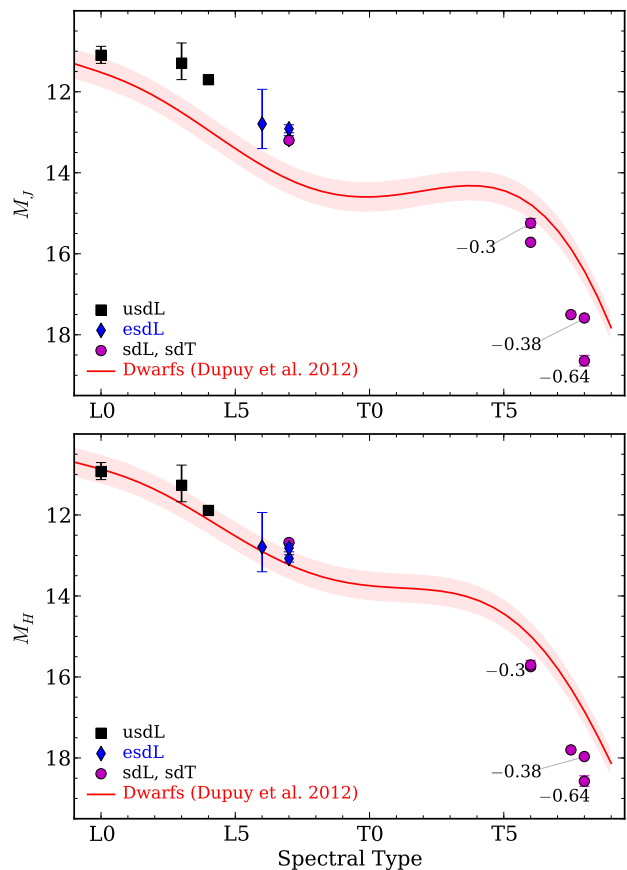 12
14
16
18
M_J
−0.3
−0.38
−0.64
usdL
esdL
sdL, sdT
Dwarfs (Dupuy et al. 2012)
L0 L5 T0 T5
12
14
16
18
M_H
−0.3
−0.38
−0.64
usdL
esdL
sdL, sdT
Dwarfs (Dupuy et al. 2012)
L0 L5 T0 T5
Spectral Type